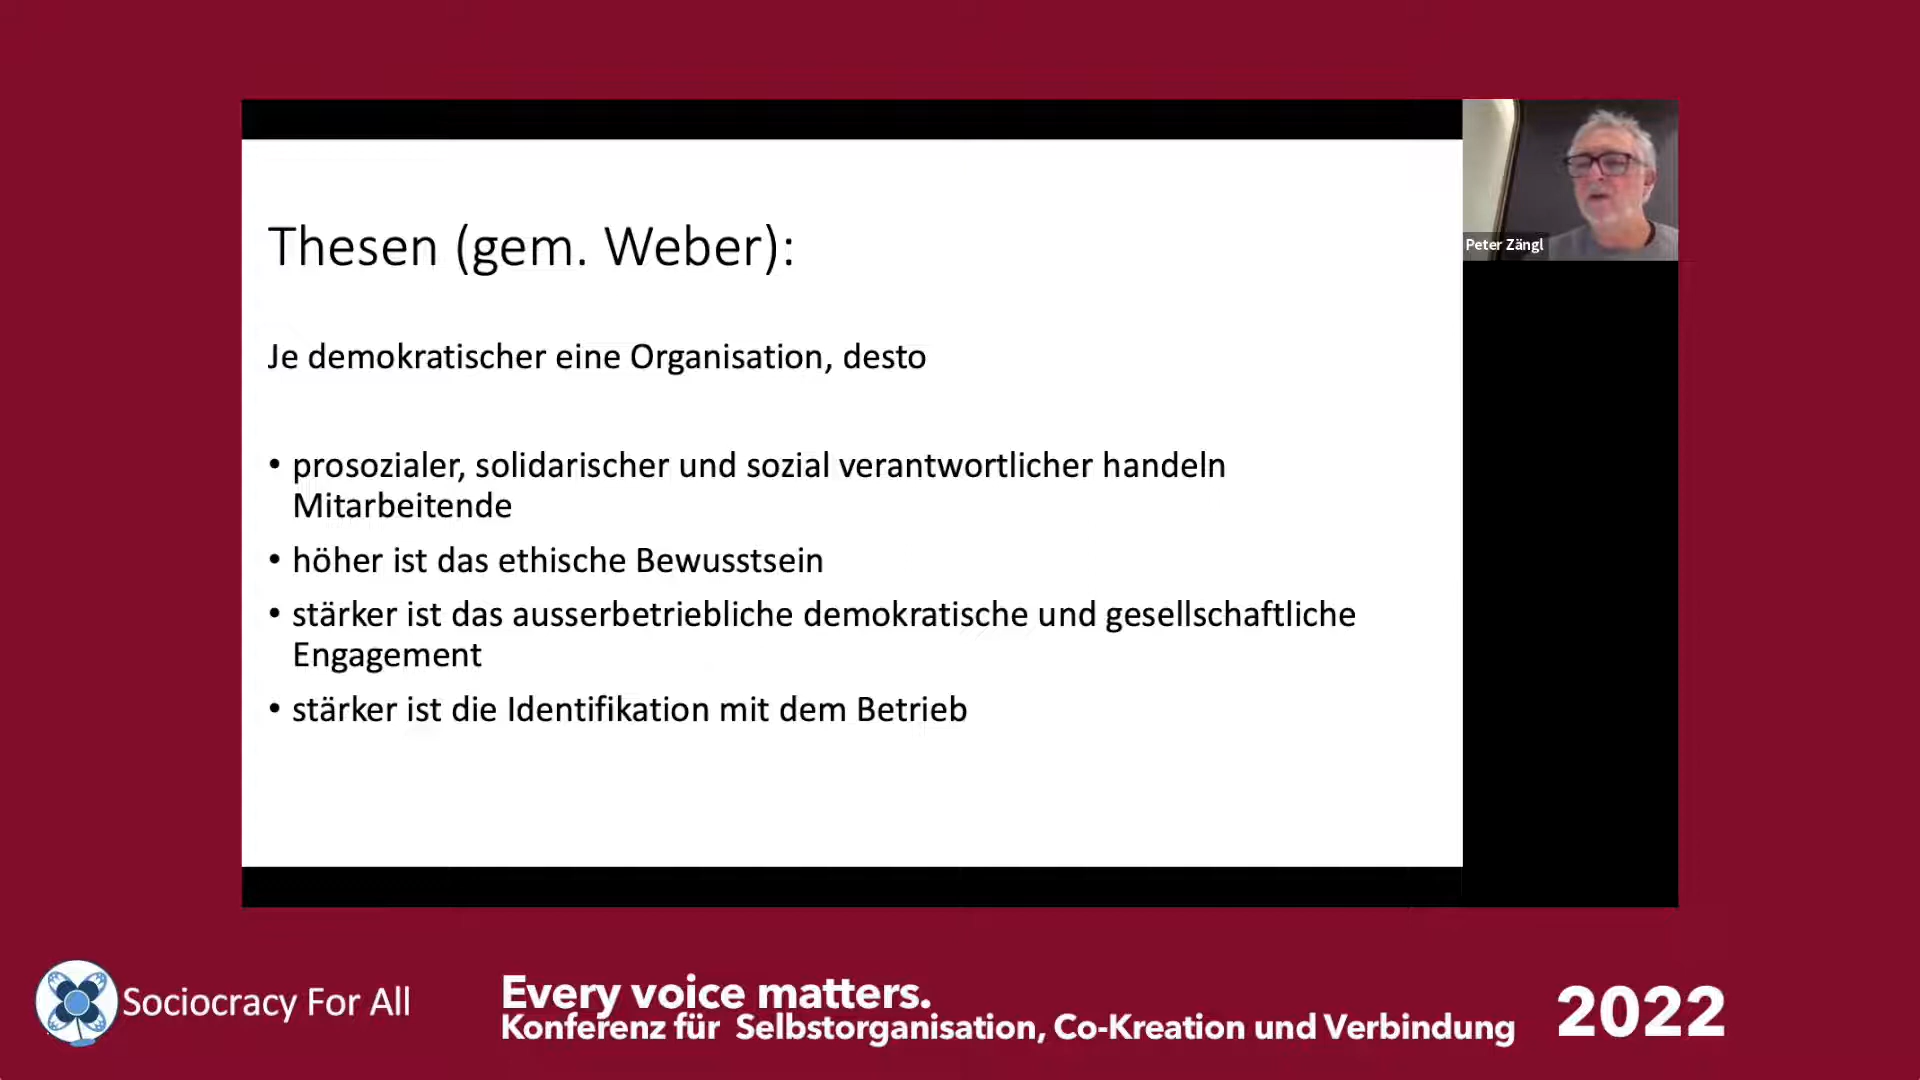 Thesen (gem. Weber):
Je demokratischer eine Organisation, desto
• prosozialer, solidarischer und sozial verantwortlicher handeln
Mitarbeitende
• höher ist das ethische Bewusstsein
• stärker ist das ausserbetriebliche demokratische und gesellschaftliche
Engagement
• stärker ist die Identifikation mit dem Betrieb
Peter Zängl
Sociocracy For All
Every voice matters.
Konferenz für Selbstorganisation, Co-Kreation und Verbindung
2022